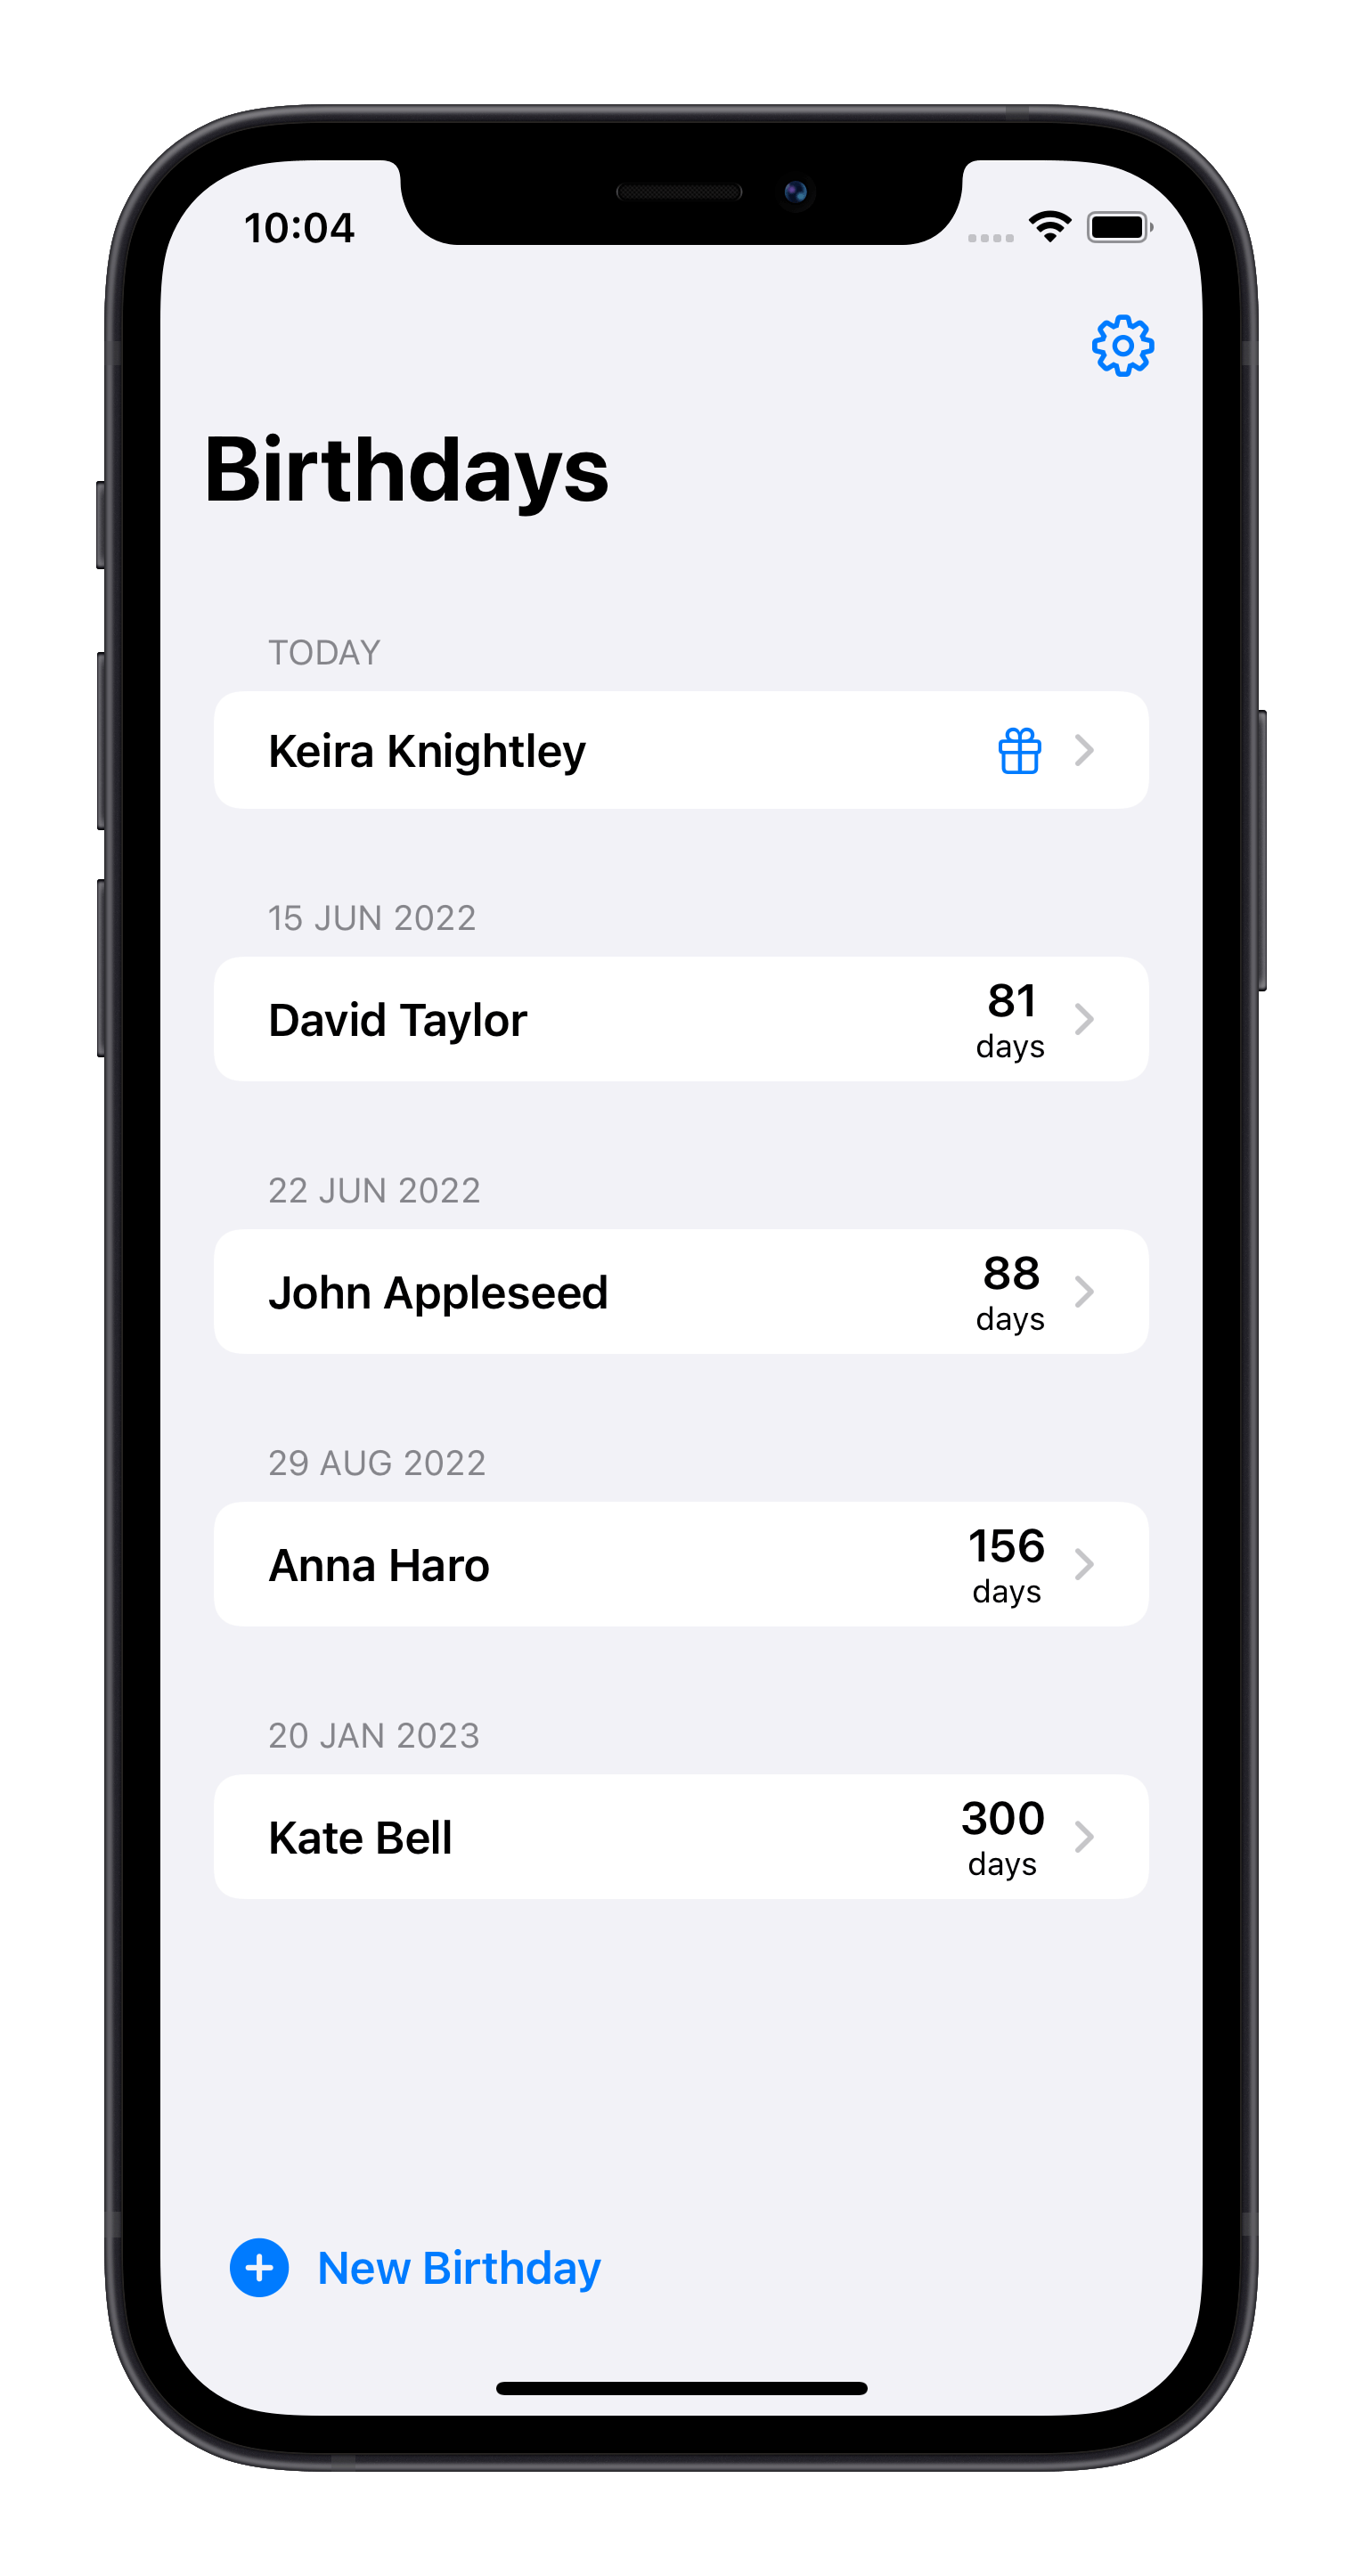 10:04
Birthdays
TODAY
Keira Knightley
15 JUN 2022
David Taylor
81
days
22 JUN 2022
John Appleseed
88
days
29 AUG 2022
Anna Haro
156
days
20 JAN 2023
Kate Bell
300
days
New Birthday